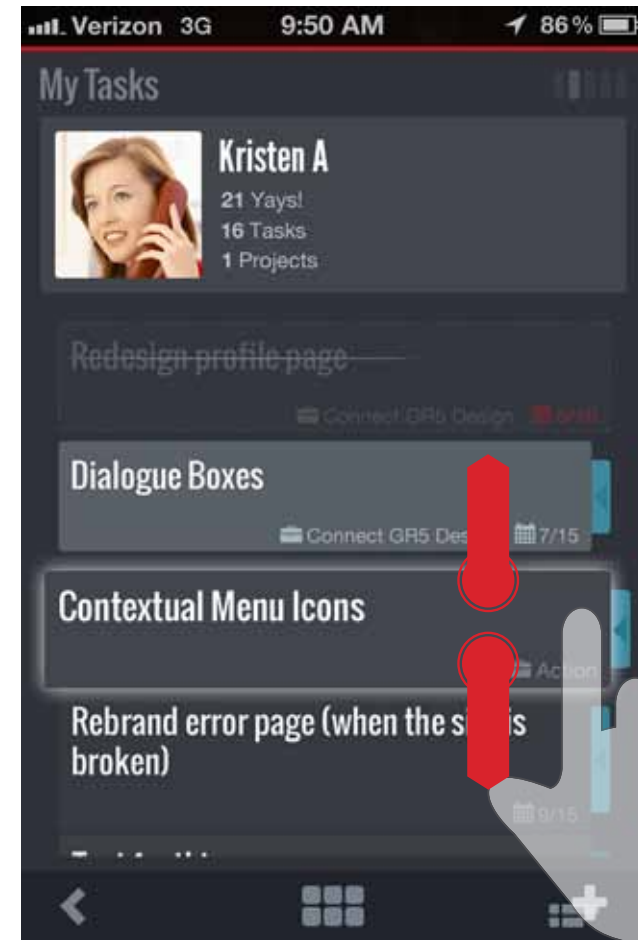 Verizon 3G 9:50 AM 86%
My Tasks
Kristen A
21 Yays!
16 Tasks
1 Projects
Redesign profile page
Connect GR5 Design
Dialogue Boxes
Connect GR5 Des 7/15
Contextual Menu Icons
Action
Rebrand error page (when the si is
broken)
9/15